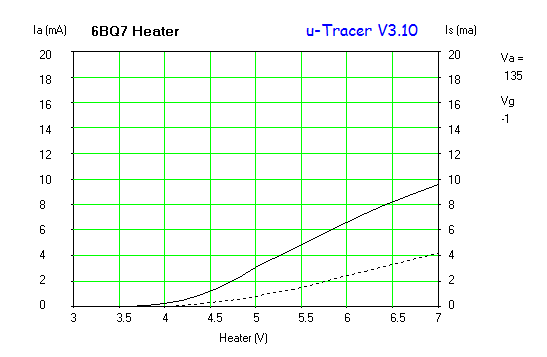 Ia (mA) 6BQ7 Heater u-Tracer V3.10 Is (ma)
20 20
Va =
18 18
135
16 16
Vg
14 14
-1
12 12
10 10
8 8
6 6
4 4
2 2
0 0
3 3.5 4 4.5 5 5.5 6 6.5 7
Heater (V)